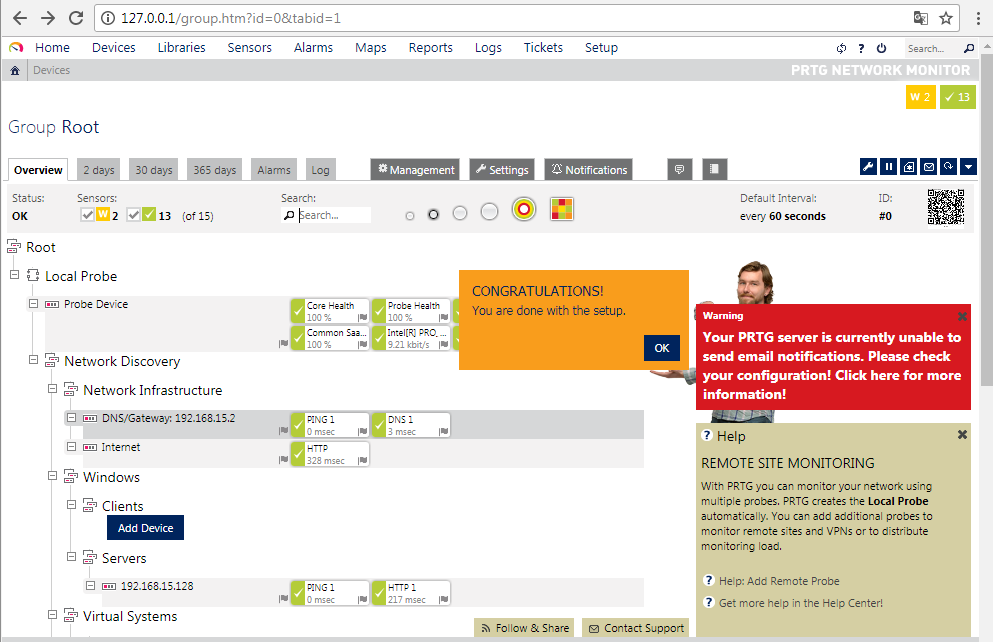 127.0.0.1/group.htm?id=0&tabid=1
Home Devices Libraries Sensors Alarms Maps Reports Logs Tickets Setup ? Search...
Devices PRTG NETWORK MONITOR
W 2 13
Group Root
Overview 2 days 30 days 365 days Alarms Log Management Settings Notifications
Status: Sensors: Search: Default Interval: ID:
OK W 2 13 (of 15) Search... every 60 seconds #0
Root
Local Probe
Probe Device
Core Health
100 %
Probe Health
100 %
Common Saa...
100 %
Intel[R] PRO, ...
9.21 kbit/s
Network Discovery
Network Infrastructure
DNS/Gateway: 192.168.15.2
PING 1
0 msec
DNS 1
3 msec
Internet
HTTP
328 msec
Windows
Clients
Add Device
Servers
192.168.15.128
PING 1
0 msec
HTTP 1
217 msec
Virtual Systems
CONGRATULATIONS!
You are done with the setup.
OK
Warning
Your PRTG server is currently unable to
send email notifications. Please check
your configuration! Click here for more
information!
? Help
REMOTE SITE MONITORING
With PRTG you can monitor your network using
multiple probes. PRTG creates the Local Probe
automatically. You can add additional probes to
monitor remote sites and VPNs or to distribute
monitoring load.
? Help: Add Remote Probe
? Get more help in the Help Center!
Follow & Share Contact Support